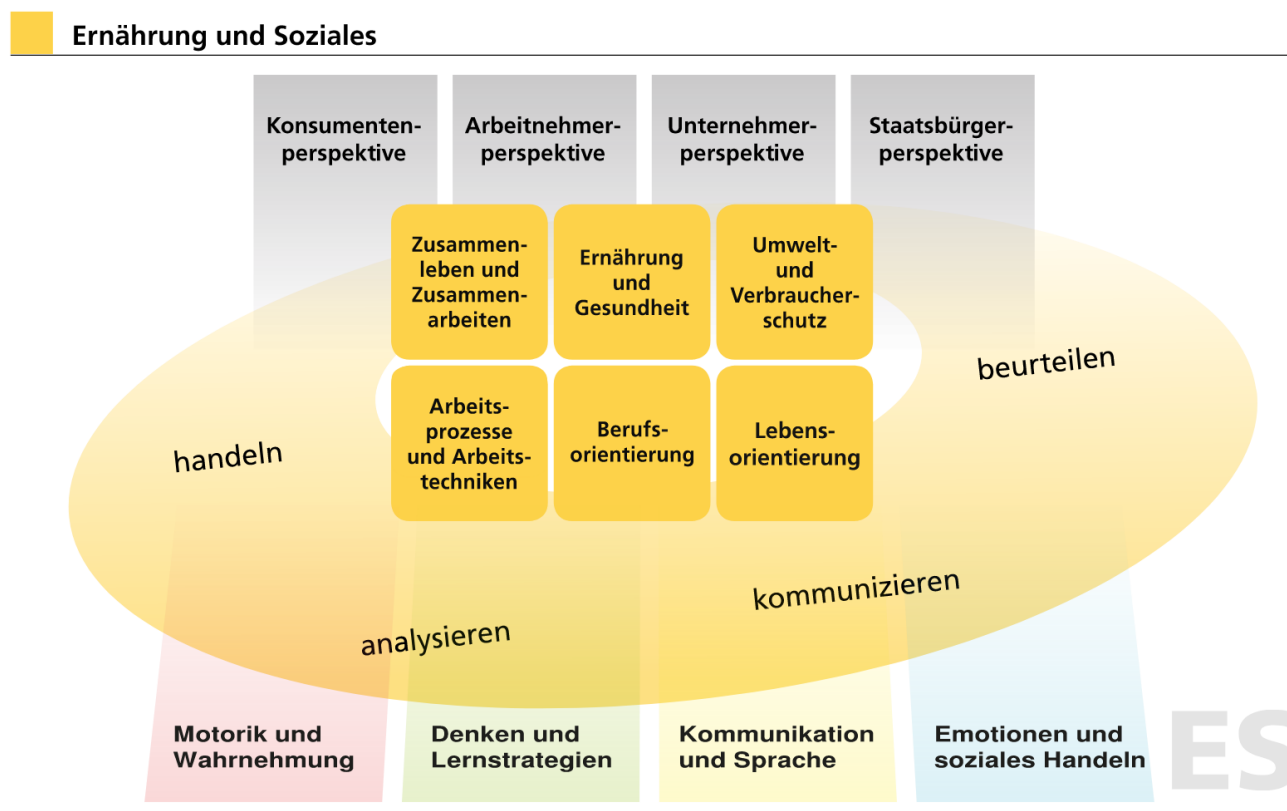 Ernährung und Soziales
Konsumenten-
perspektive
Arbeitnehmer-
perspektive
Unternehmer-
perspektive
Staatsbürger-
perspektive
Zusammen-
leben und
Zusammen-
arbeiten
Ernährung
und
Gesundheit
Umwelt-
und
Verbraucher-
schutz
Arbeits-
prozesse
und Arbeits-
techniken
Berufs-
orientierung
Lebens-
orientierung
beurteilen
handeln
kommunizieren
analysieren
Motorik und
Wahrnehmung
Denken und
Lernstrategien
Kommunikation
und Sprache
Emotionen und
soziales Handeln
ES